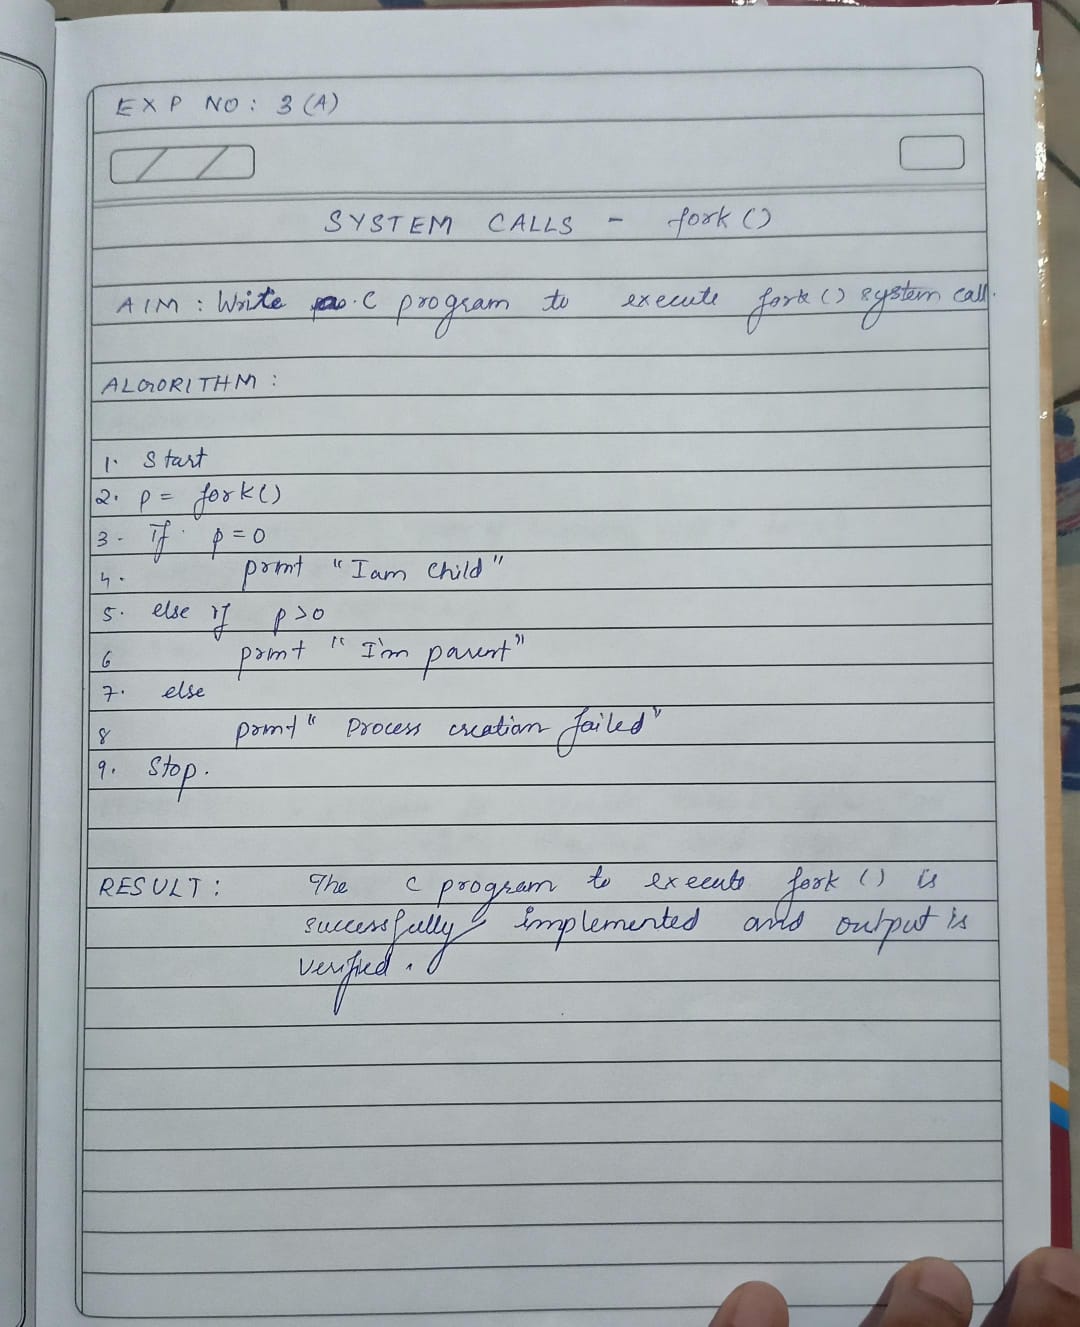 EXP NO: 3 (A)
SYSTEM CALLS - fork ()
AIM : Write C program to execute fork () system call.
ALGORITHM :
1. Start
2. p = fork()
3. If p = 0
4. print "I am child"
5. else if p > 0
6 print "I'm parent"
7. else
8 print "Process creation failed"
9. Stop.
RESULT : The C program to execute fork () is
successfully implemented and output is
verified.